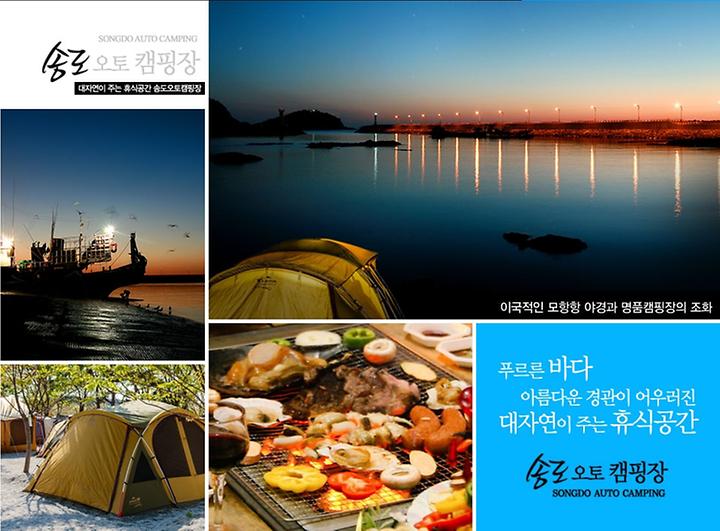 SONGDO AUTO CAMPING
송도 오토 캠핑장
대자연이 주는 휴식공간 송도오토캠핑장
이국적인 모항항 야경과 명품캠핑장의 조화
푸르른 바다
아름다운 경관이 어우러진
대자연이 주는 휴식공간
송도 오토 캠핑장
SONGDO AUTO CAMPING